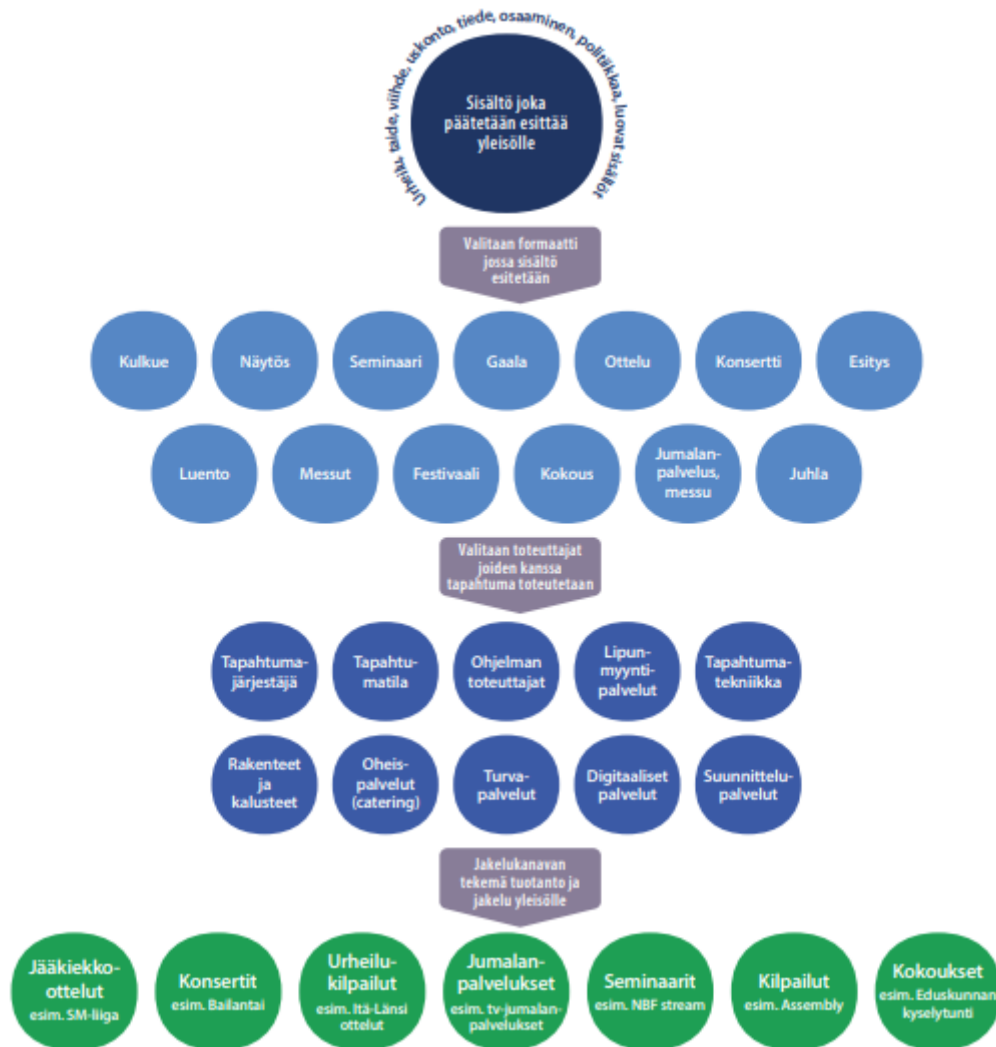 Urheilu, taide, viihde, uskonto, tiede, osaaminen, politiikkaa, luovat sisällöt
Sisältö joka
päätetään esittää
yleisölle
Valitaan formaatti
jossa sisältö
esitetään
Kulkue
Näytös
Seminaari
Gaala
Ottelu
Konsertti
Esitys
Luento
Messut
Festivaali
Kokous
Jumalan-
palvelus,
messu
Juhla
Valitaan toteuttajat
joiden kanssa
tapahtuma toteutetaan
Tapahtuma-
järjestäjä
Tapahtu-
matila
Ohjelman
toteuttajat
Lipun-
myynti-
palvelut
Tapahtuma-
tekniikka
Rakenteet
ja
kalusteet
Oheis-
palvelut
(catering)
Turva-
palvelut
Digitaaliset
palvelut
Suunnittelu-
palvelut
Jakelukanavan
tekemä tuotanto ja
jakelu yleisölle
Jääkiekko-
ottelut
esim. SM-liiga
Konsertit
esim. Bailantai
Urheilu-
kilpailut
esim. Itä-Länsi
ottelut
Jumalan-
palvelukset
esim. tv-jumalan-
palvelukset
Seminaarit
esim. NBF stream
Kilpailut
esim. Assembly
Kokoukset
esim. Eduskunnan
kyselytunti